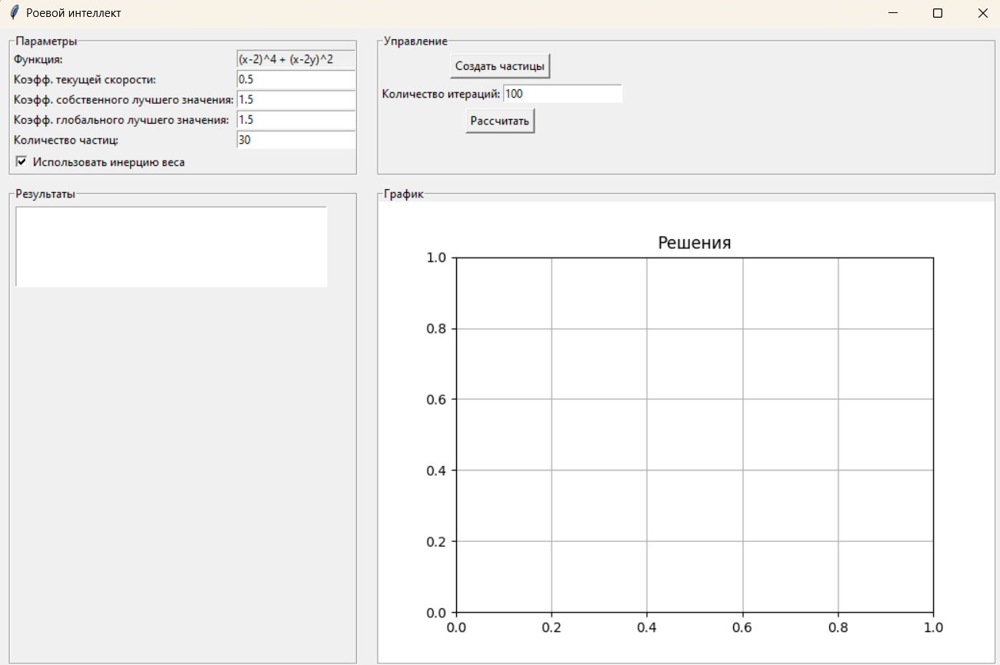 Роевой интеллект
Параметры
Функция: (x-2)^4 + (x-2y)^2
Коэфф. текущей скорости: 0.5
Коэфф. собственного лучшего значения: 1.5
Коэфф. глобального лучшего значения: 1.5
Количество частиц: 30
Использовать инерцию веса
Управление
Создать частицы
Количество итераций: 100
Рассчитать
Результаты
График
Решения
1.0
0.8
0.6
0.4
0.2
0.0
0.0 0.2 0.4 0.6 0.8 1.0